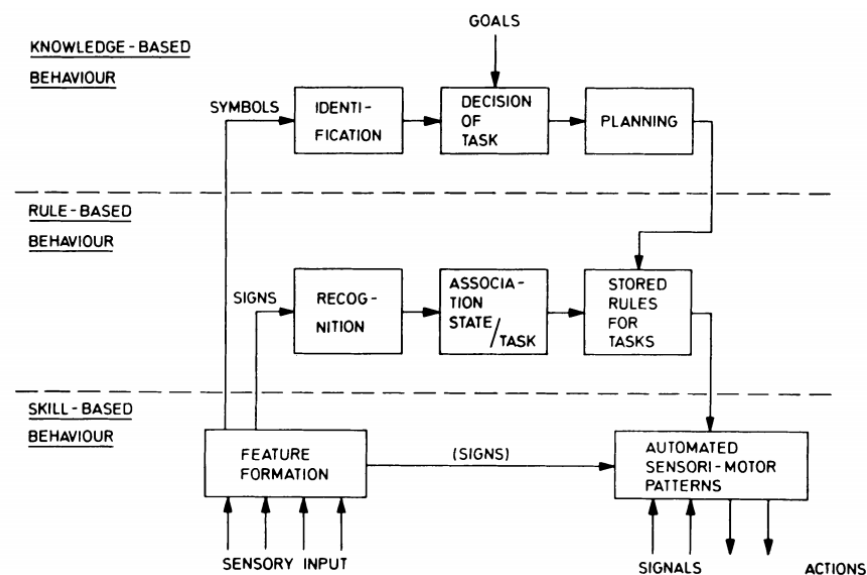 GOALS
KNOWLEDGE-BASED
BEHAVIOUR
SYMBOLS
IDENTI-
FICATION
DECISION
OF
TASK
PLANNING
RULE-BASED
BEHAVIOUR
SIGNS
RECOG-
NITION
ASSOCIA-
TION
STATE
/TASK
STORED
RULES
FOR
TASKS
SKILL-BASED
BEHAVIOUR
FEATURE
FORMATION
(SIGNS)
AUTOMATED
SENSORI-MOTOR
PATTERNS
SENSORY INPUT
SIGNALS
ACTIONS